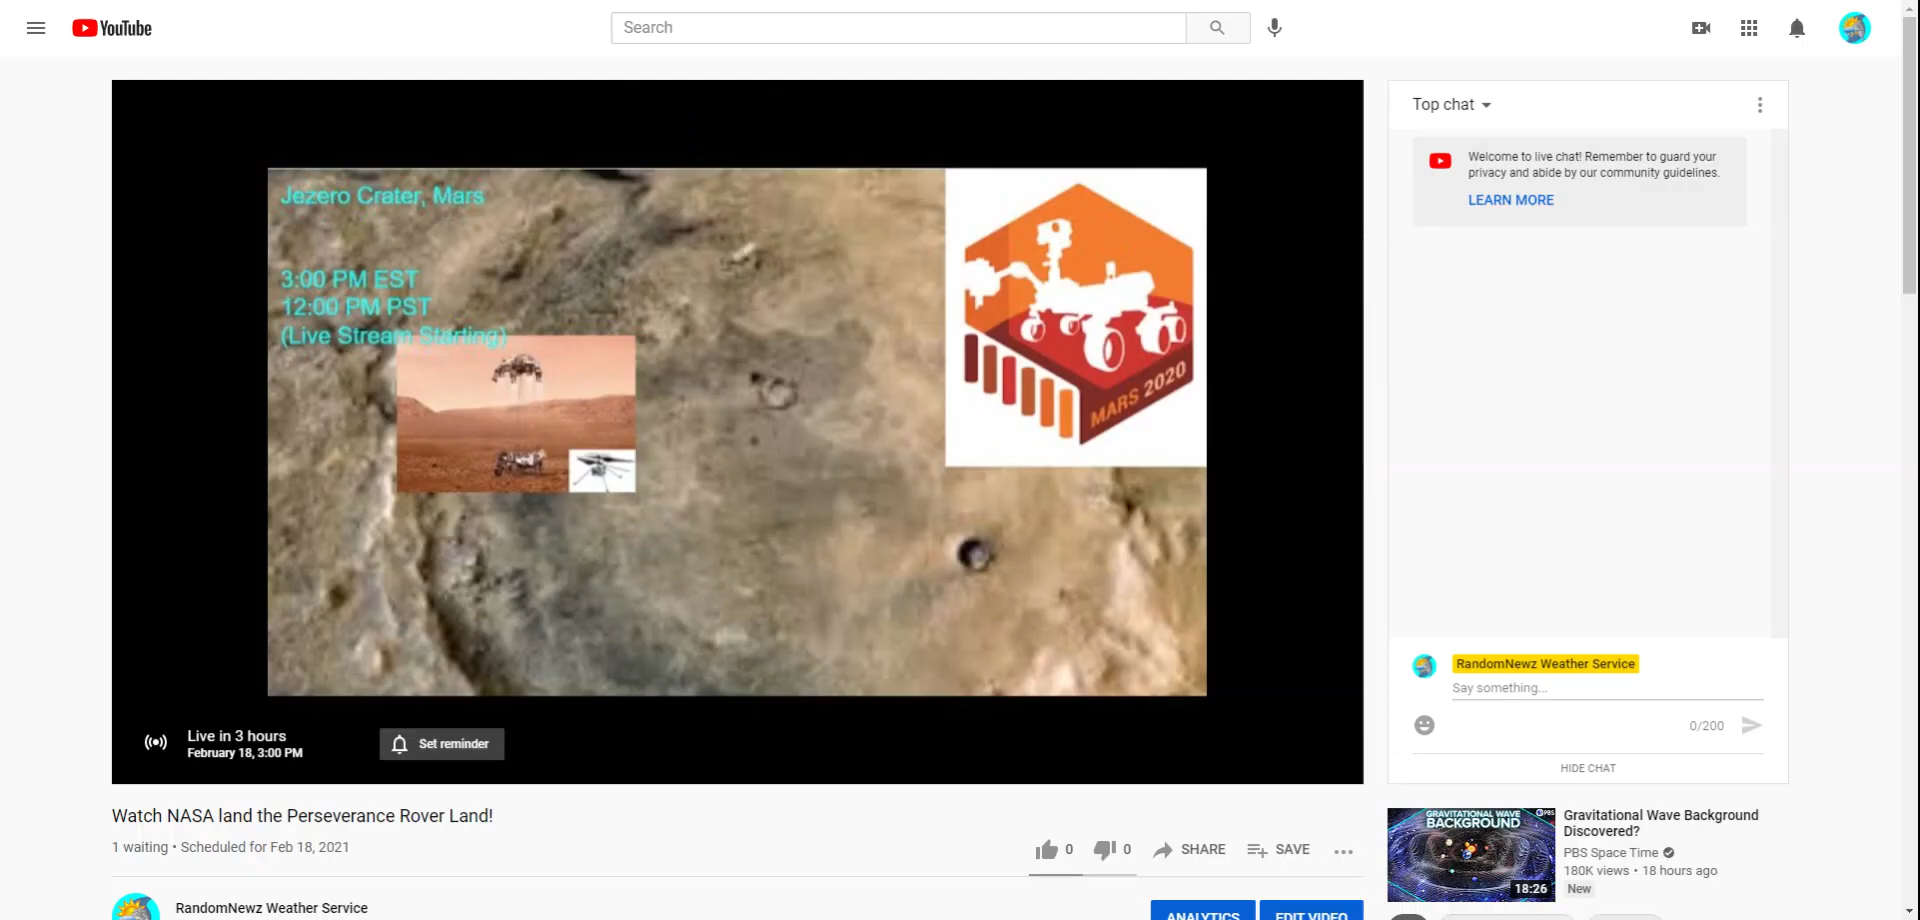 YouTube
Search
Jezero Crater, Mars
3:00 PM EST
12:00 PM PST
(Live Stream Starting)
MARS 2020
Live in 3 hours
February 18, 3:00 PM
Set reminder
Watch NASA land the Perseverance Rover Land!
1 waiting • Scheduled for Feb 18, 2021
0
0
SHARE
SAVE
RandomNewz Weather Service
ANALYTICS
EDIT VIDEO
Top chat
Welcome to live chat! Remember to guard your
privacy and abide by our community guidelines.
LEARN MORE
RandomNewz Weather Service
Say something...
0/200
HIDE CHAT
GRAVITATIONAL WAVE
BACKGROUND
PBS
18:26
Gravitational Wave Background
Discovered?
PBS Space Time
180K views • 18 hours ago
New